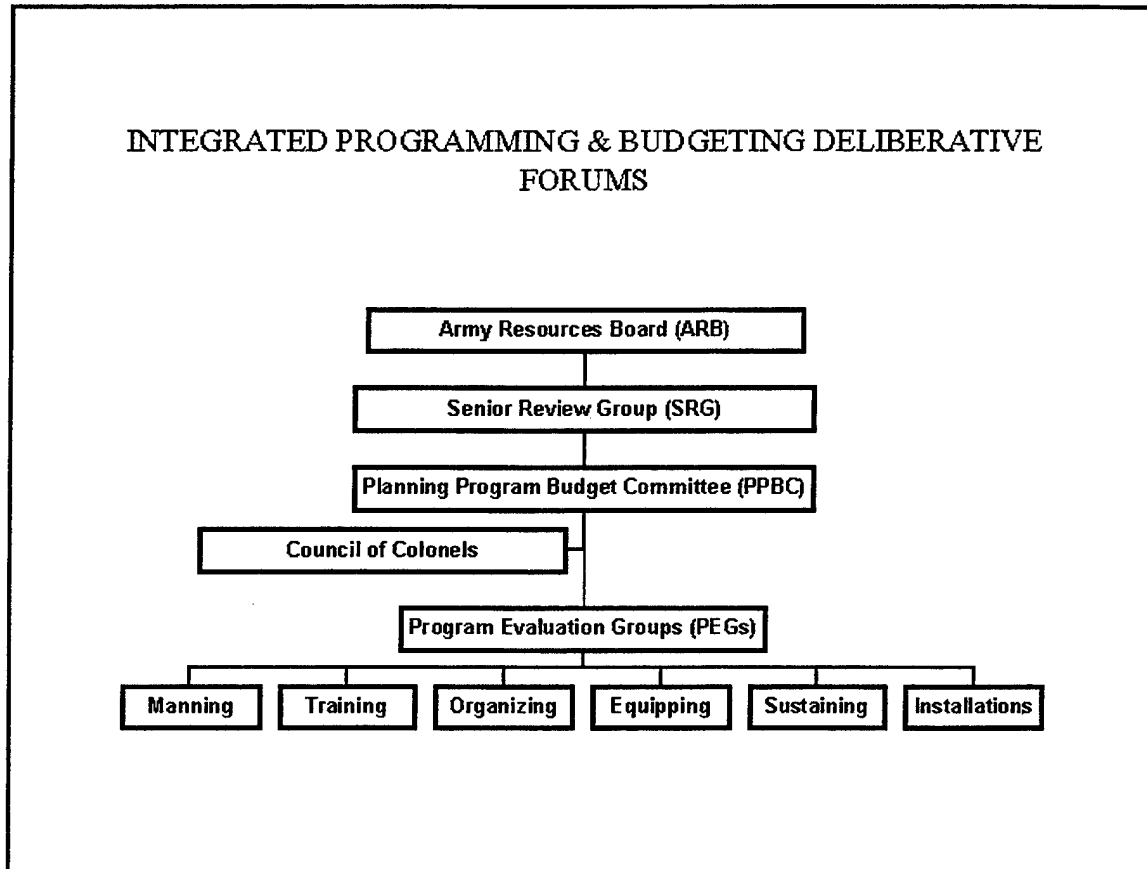 INTEGRATED PROGRAMMING & BUDGETING DELIBERATIVE
FORUMS
Army Resources Board (ARB)
Senior Review Group (SRG)
Planning Program Budget Committee (PPBC)
Council of Colonels
Program Evaluation Groups (PEGs)
Manning Training Organizing Equipping Sustaining Installations